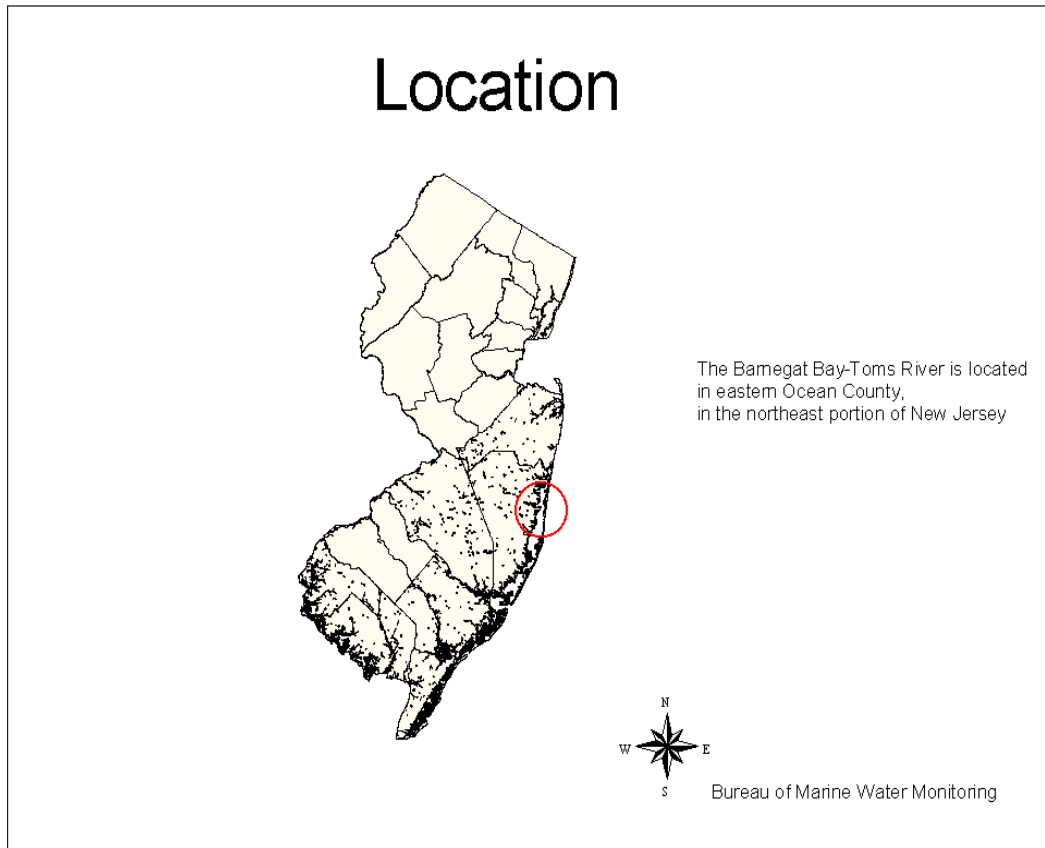 Location
The Barnegat Bay-Toms River is located
in eastern Ocean County,
in the northeast portion of New Jersey
N
W E
S
Bureau of Marine Water Monitoring